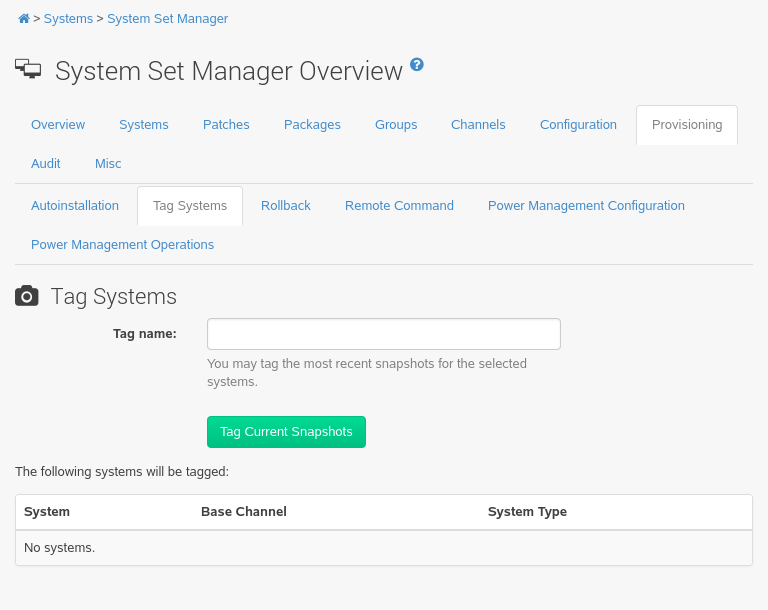 > Systems > System Set Manager
System Set Manager Overview ?
Overview Systems Patches Packages Groups Channels Configuration Provisioning
Audit Misc
Autoinstallation Tag Systems Rollback Remote Command Power Management Configuration
Power Management Operations
Tag Systems
Tag name:
You may tag the most recent snapshots for the selected
systems.
Tag Current Snapshots
The following systems will be tagged:
System Base Channel System Type
No systems.